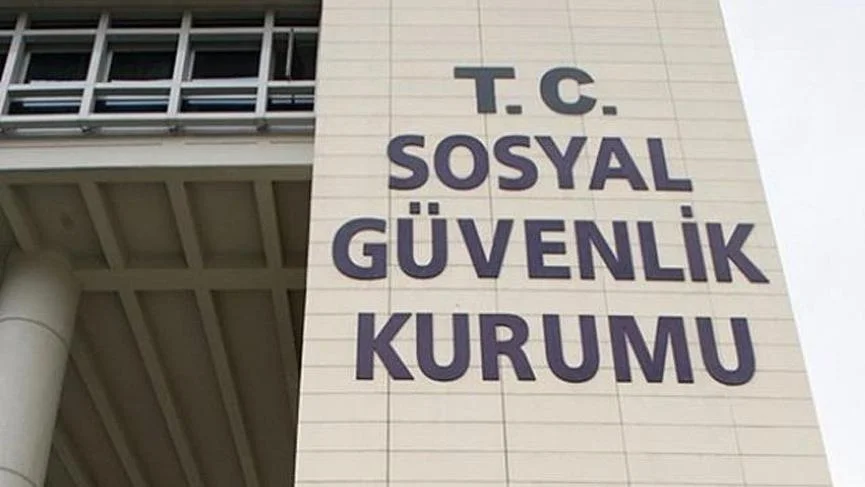 T.C.
SOSYAL
GÜVENLİK
KURUMU